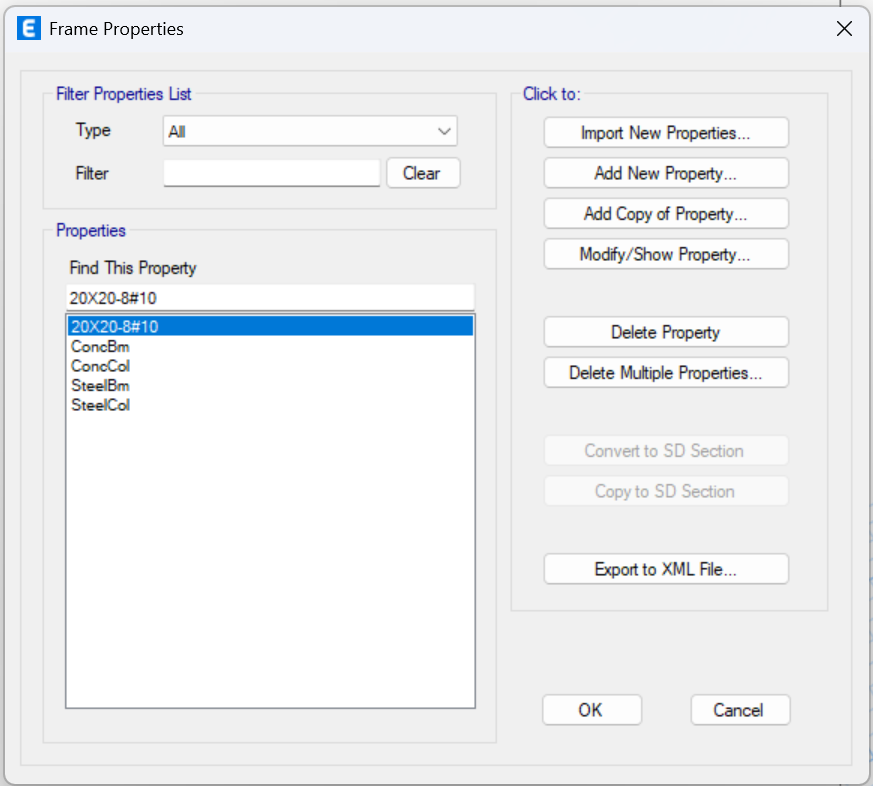 E Frame Properties
Filter Properties List
Type All
Filter Clear
Properties
Find This Property
20X20-8#10
20X20-8#10
ConcBm
ConcCol
SteelBm
SteelCol
Click to:
Import New Properties...
Add New Property...
Add Copy of Property...
Modify/Show Property...
Delete Property
Delete Multiple Properties...
Convert to SD Section
Copy to SD Section
Export to XML File...
OK Cancel